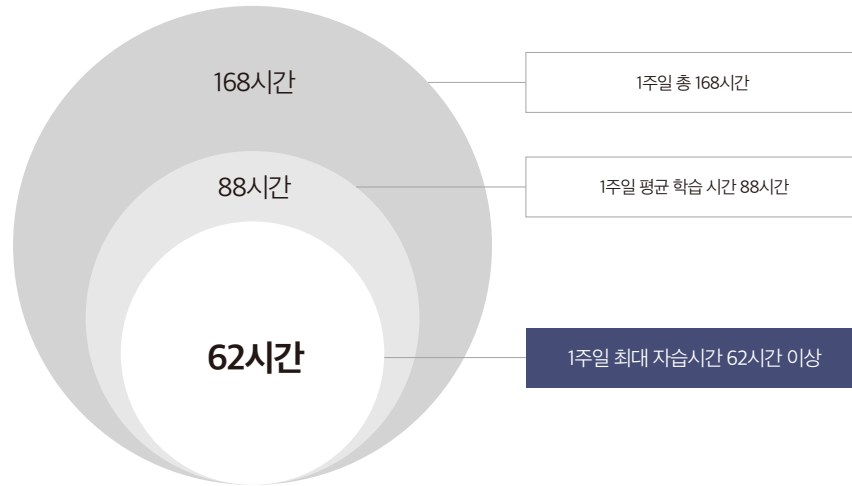 168시간
1주일 총 168시간
88시간
1주일 평균 학습 시간 88시간
62시간
1주일 최대 자습시간 62시간 이상